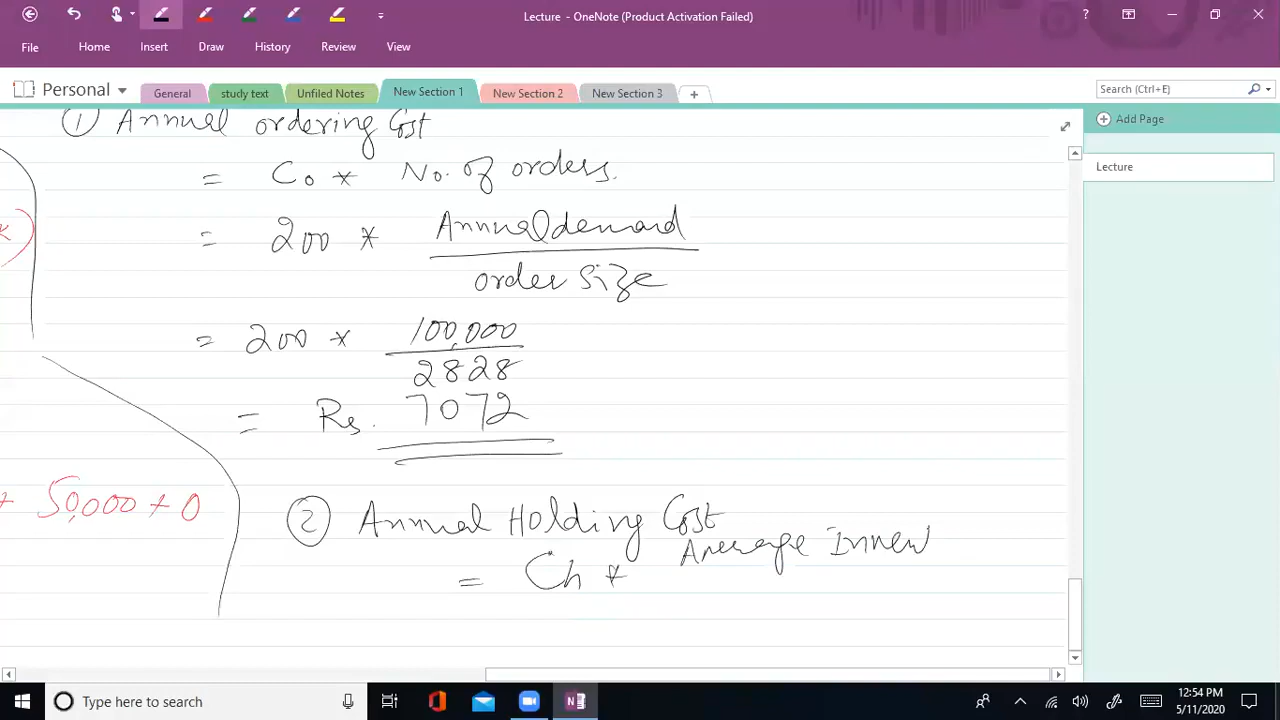 Lecture - OneNote (Product Activation Failed)
File Home Insert Draw History Review View
Personal General study text Unfiled Notes New Section 1 New Section 2 New Section 3 Search (Ctrl+E)
Add Page
Lecture
① Annual ordering Cost
= Co * No. of orders.
= 200 * Annual demand
order Size
= 200 * 100,000
2828
= Rs. 7072
+ 50,000 + 0
② Annual Holding Cost
= Ch * Average Inven
Type here to search
12:54 PM
5/11/2020